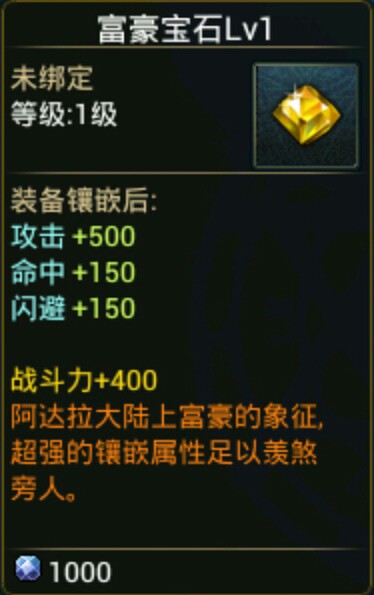 富豪宝石Lv1
未绑定
等级:1级
装备镶嵌后:
攻击 +500
命中 +150
闪避 +150
战斗力+400
阿达拉大陆上富豪的象征,
超强的镶嵌属性足以羡煞
旁人。
1000